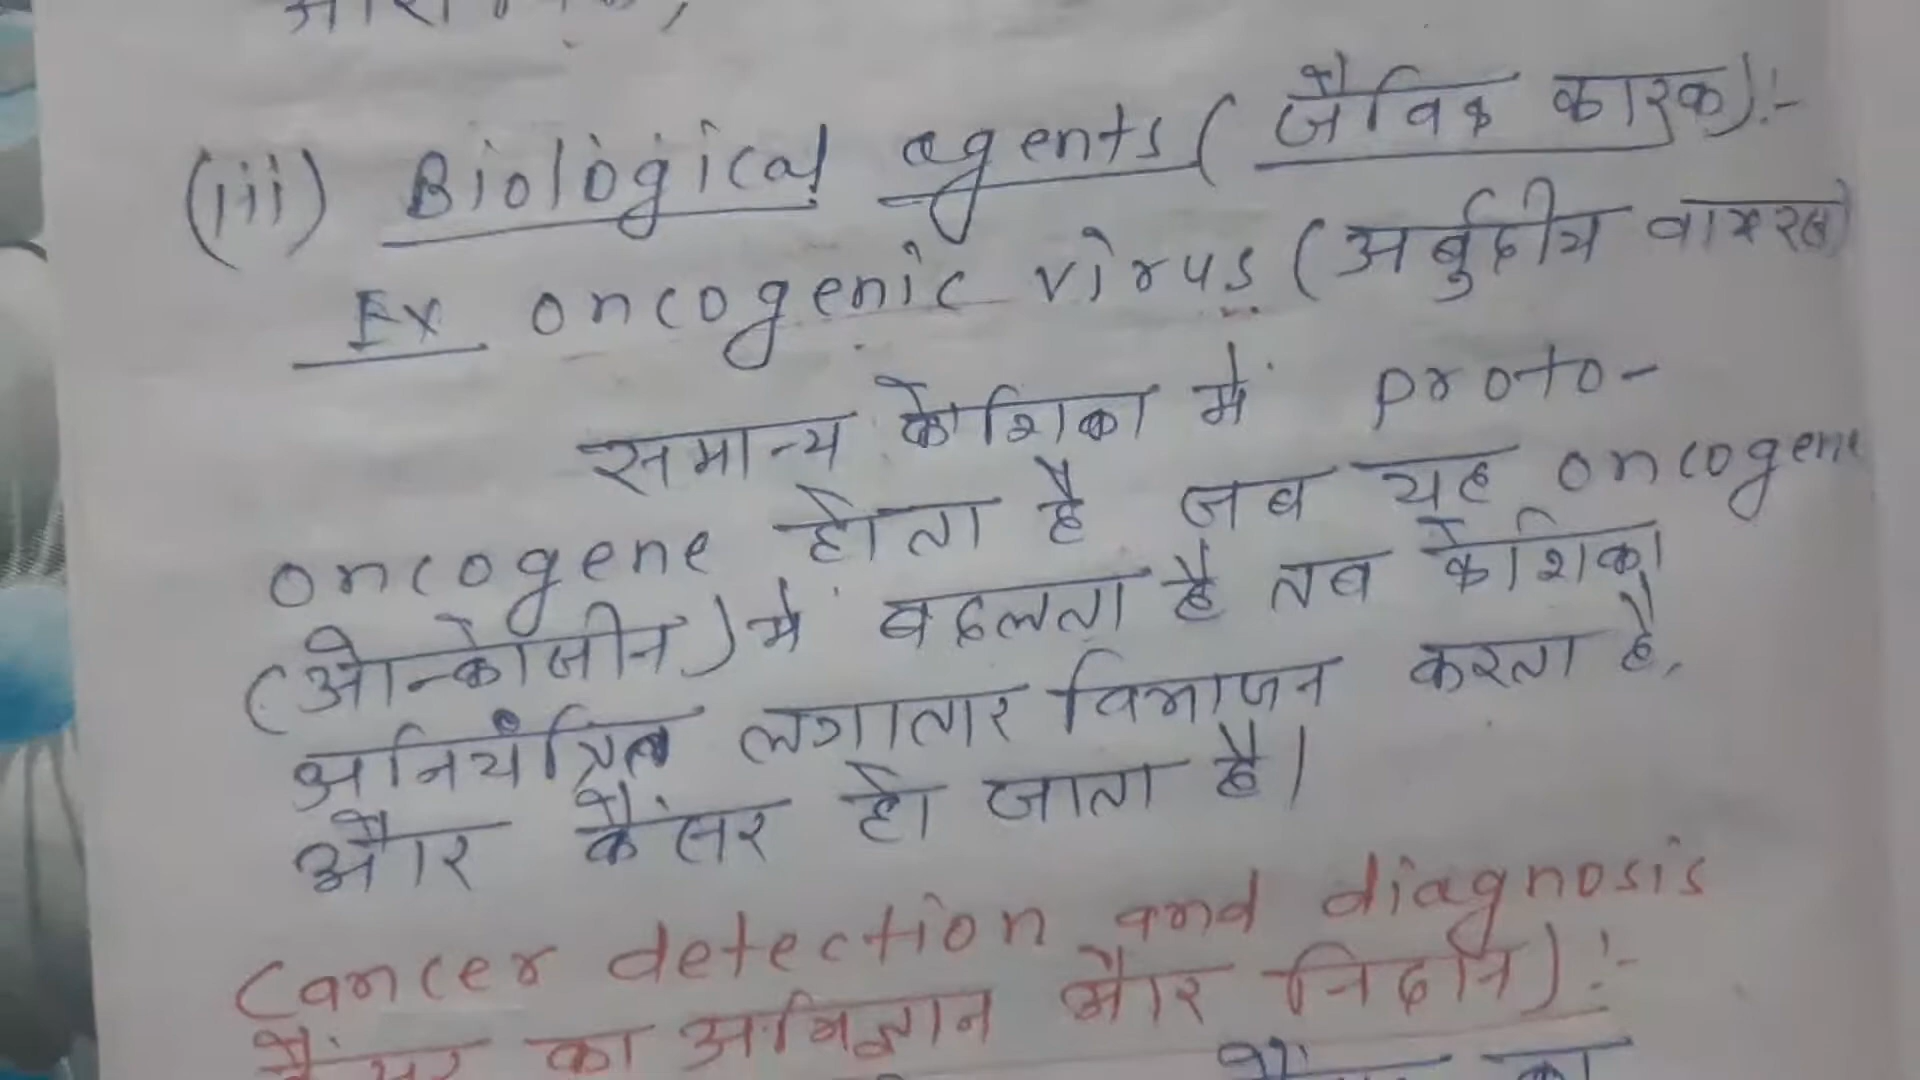 (iii) Biological agents (जैविक कारक):-
Ex oncogenic virus (अर्बुदीय वायरस)
समान्य कोशिका में proto-
oncogene होता है जब यह oncogene
(ओन्कोजीन) में बदलता है तब कोशिका
अनियंत्रित लगातार विभाजन करता है,
और कैंसर हो जाता है।
Cancer detection and diagnosis
कैंसर का अभिज्ञान और निदान):-
का